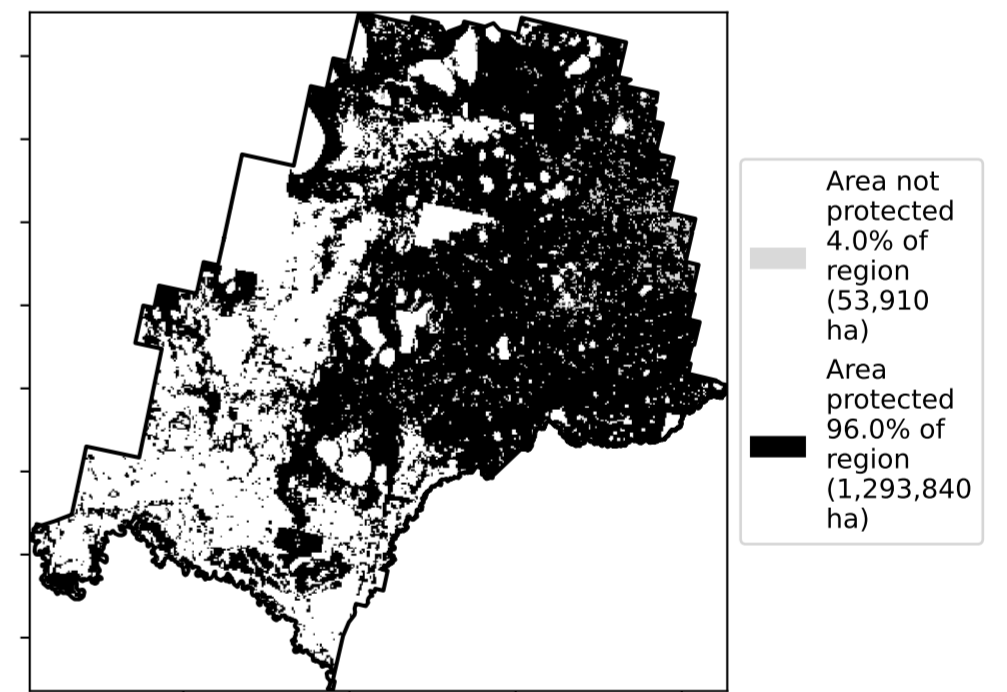 Area not
protected
4.0% of
region
(53,910
ha)
Area
protected
96.0% of
region
(1,293,840
ha)